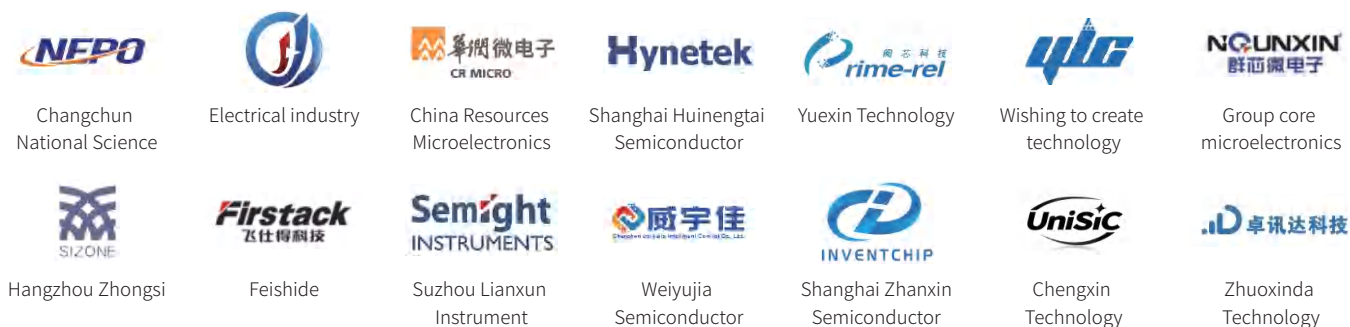 NEPO
華潤微电子
CR MICRO
Hynetek
阅芯科技
Prime-rel
NQUNXIN
群芯微电子
Changchun
National Science
Electrical industry
China Resources
Microelectronics
Shanghai Huinengtai
Semiconductor
Yuexin Technology
Wishing to create
technology
Group core
microelectronics
SIZONE
Firstack
飞仕得科技
Semight
INSTRUMENTS
威宇佳
INVENTCHIP
UniSiC
卓讯达科技
Hangzhou Zhongsi
Feishide
Suzhou Lianxun
Instrument
Weiyujia
Semiconductor
Shanghai Zhanxin
Semiconductor
Chengxin
Technology
Zhuoxinda
Technology